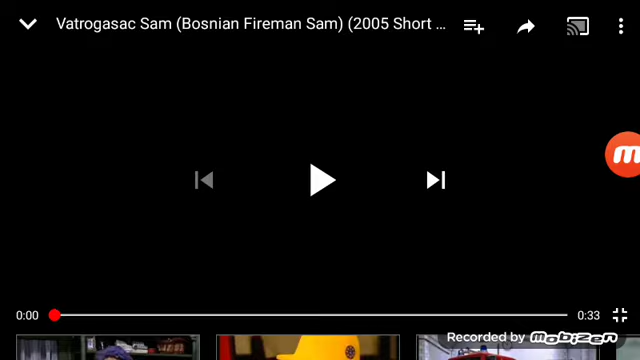 Vatrogasac Sam (Bosnian Fireman Sam) (2005 Short ...
0:00
0:33
Recorded by mobizen